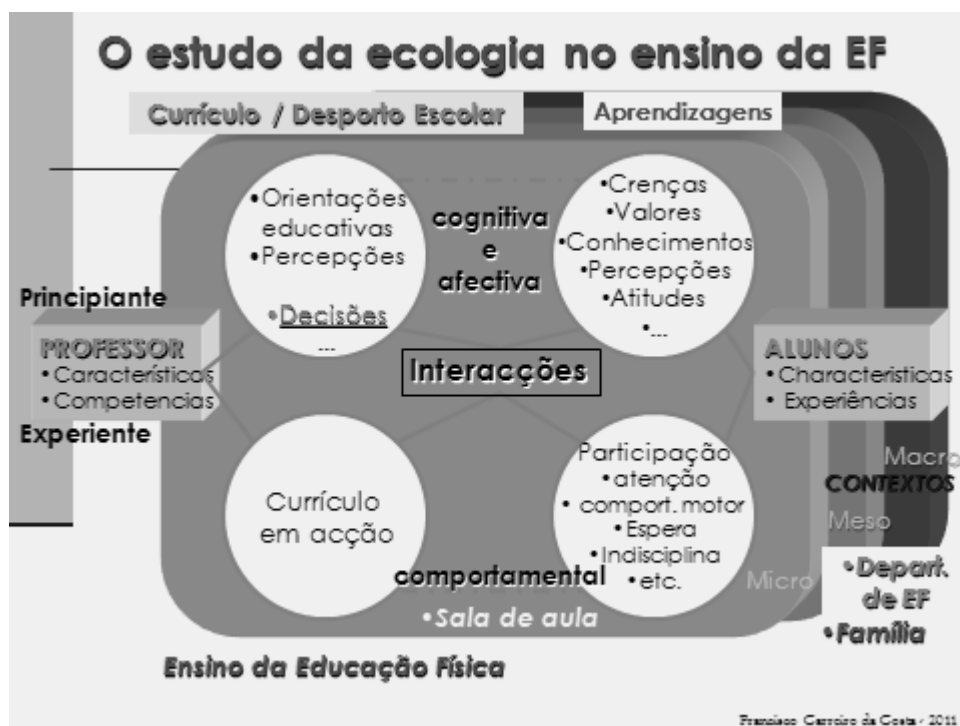 O estudo da ecologia no ensino da EF
Currículo / Desporto Escolar
Aprendizagens
•Orientações
educativas
•Percepções
•Decisões
...
cognitiva
e
afectiva
•Crenças
•Valores
•Conhecimentos
•Percepções
•Atitudes
•...
Principiante
PROFESSOR
• Características
• Competencias
Experiente
Interacções
ALUNOS
• Characteristicas
• Experiências
Currículo
em acção
Participação
• atenção
• comport. motor
•Espera
•Indisciplina
• etc.
comportamental
•Sala de aula
Macro
CONTEXTOS
Meso
Micro
•Depart.
de EF
•Família
Ensino da Educação Física
Francisco Carreiro da Costa - 2011